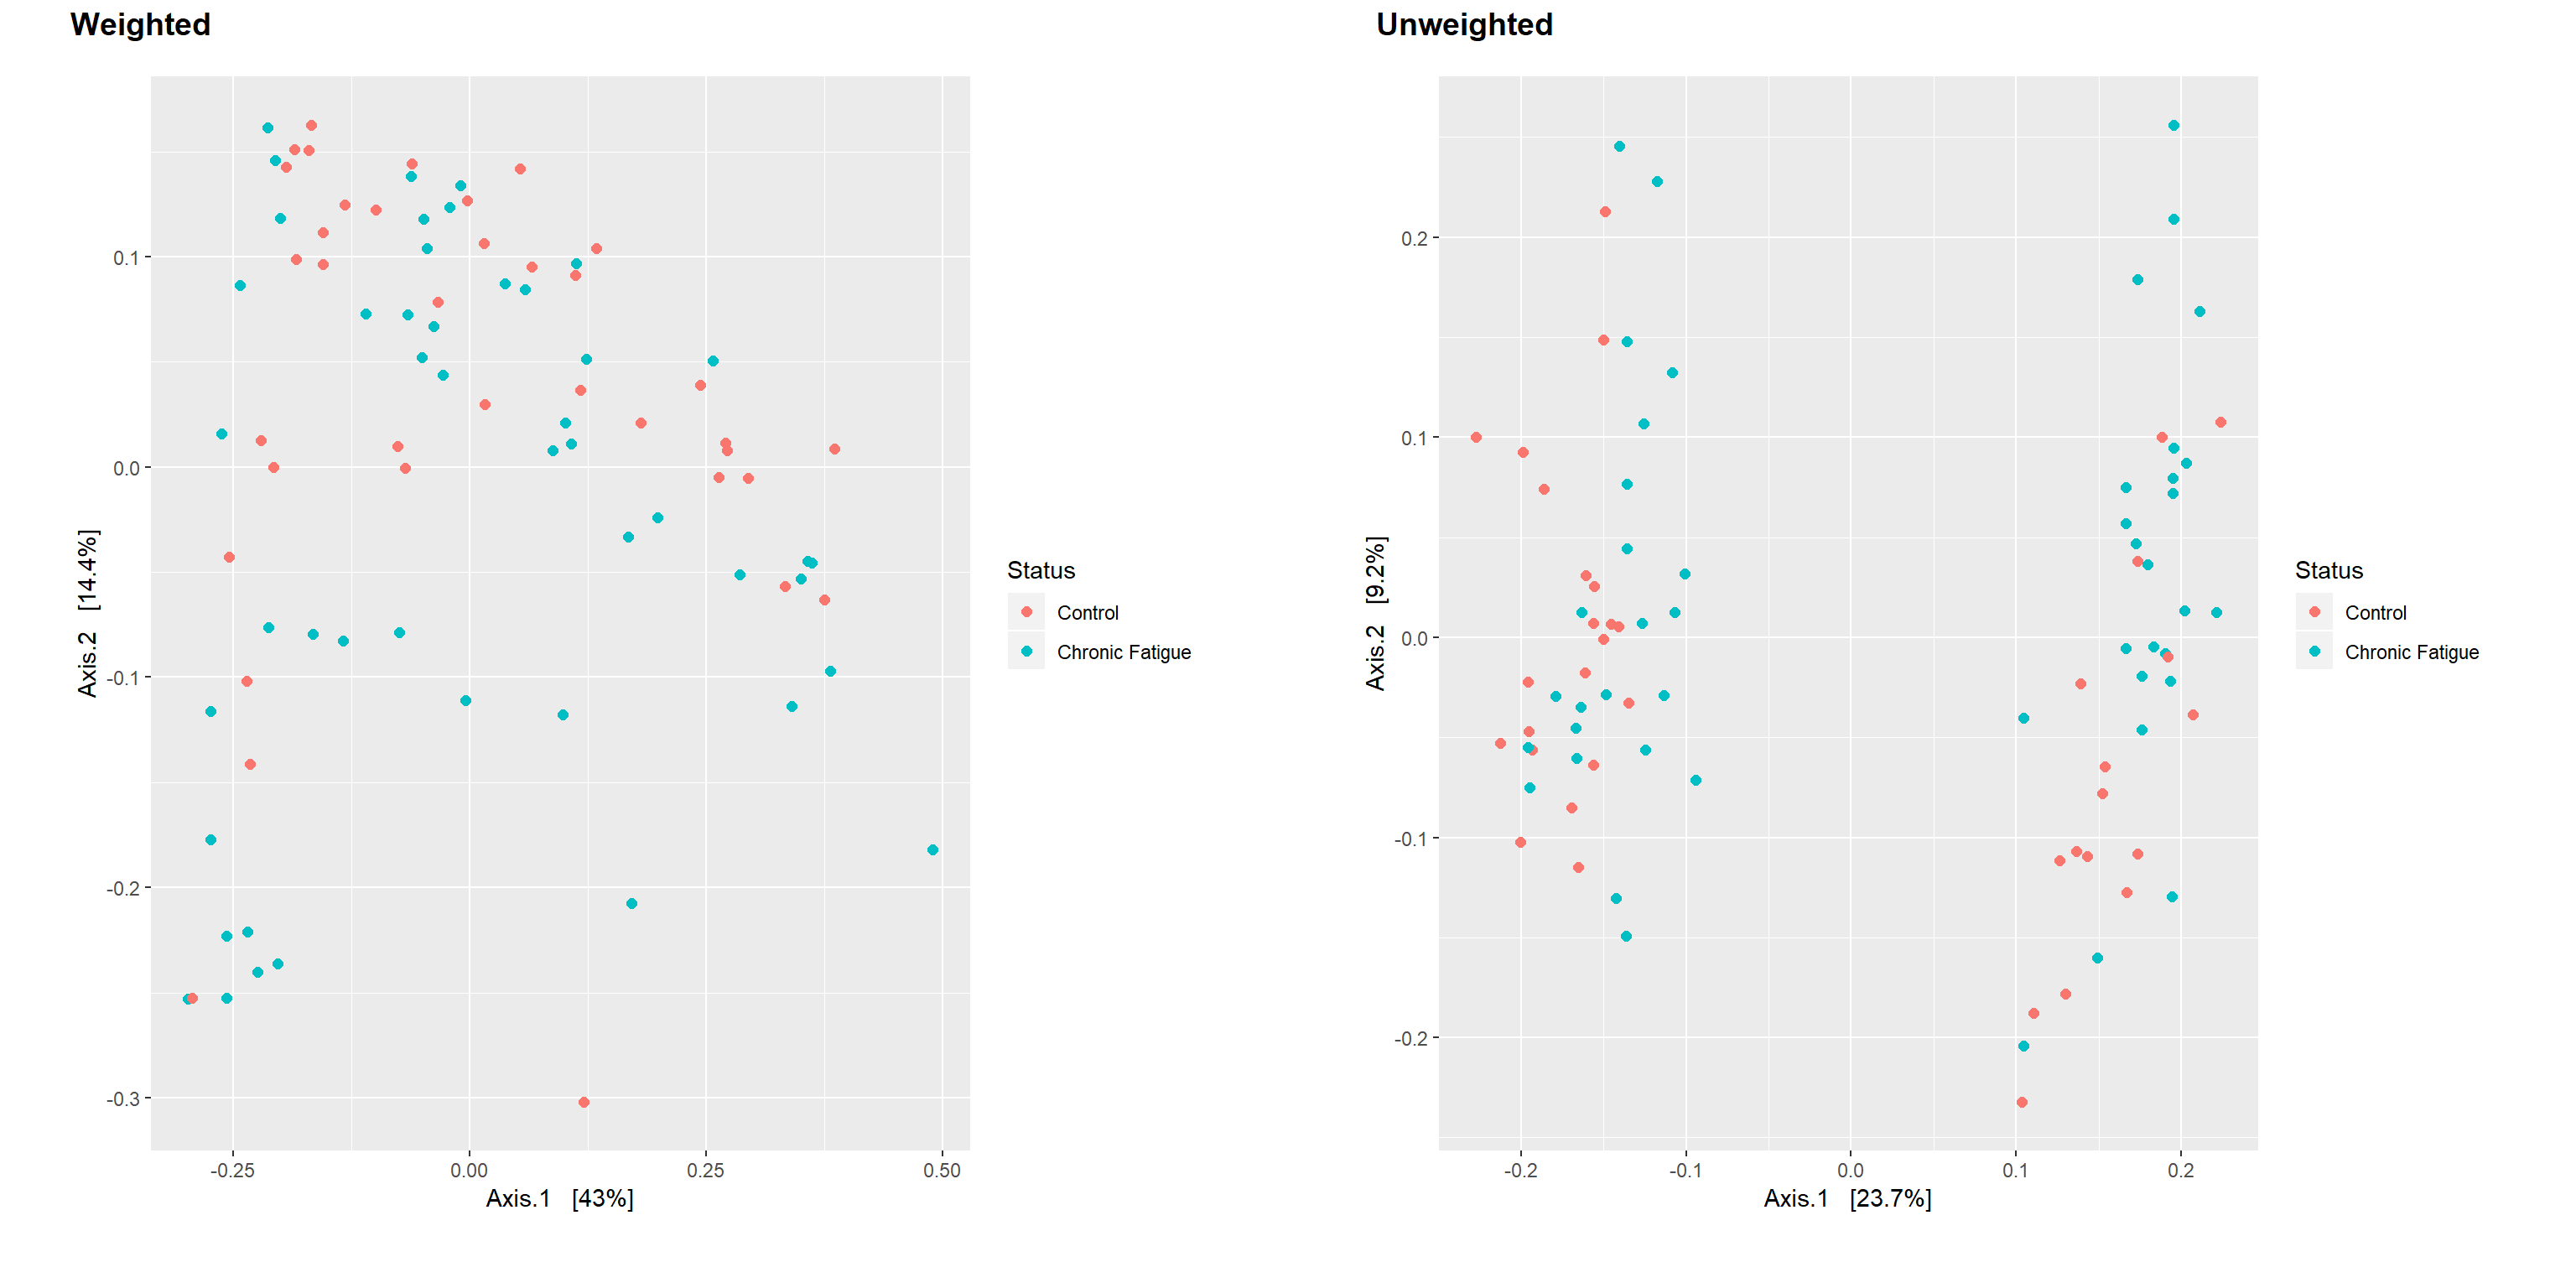 Weighted
0.1
0.0
-0.1
-0.2
-0.3
Axis.2 [14.4%]
-0.25 0.00 0.25 0.50
Axis.1 [43%]
Status
Control
Chronic Fatigue
Unweighted
0.2
0.1
0.0
-0.1
-0.2
Axis.2 [9.2%]
-0.2 -0.1 0.0 0.1 0.2
Axis.1 [23.7%]
Status
Control
Chronic Fatigue